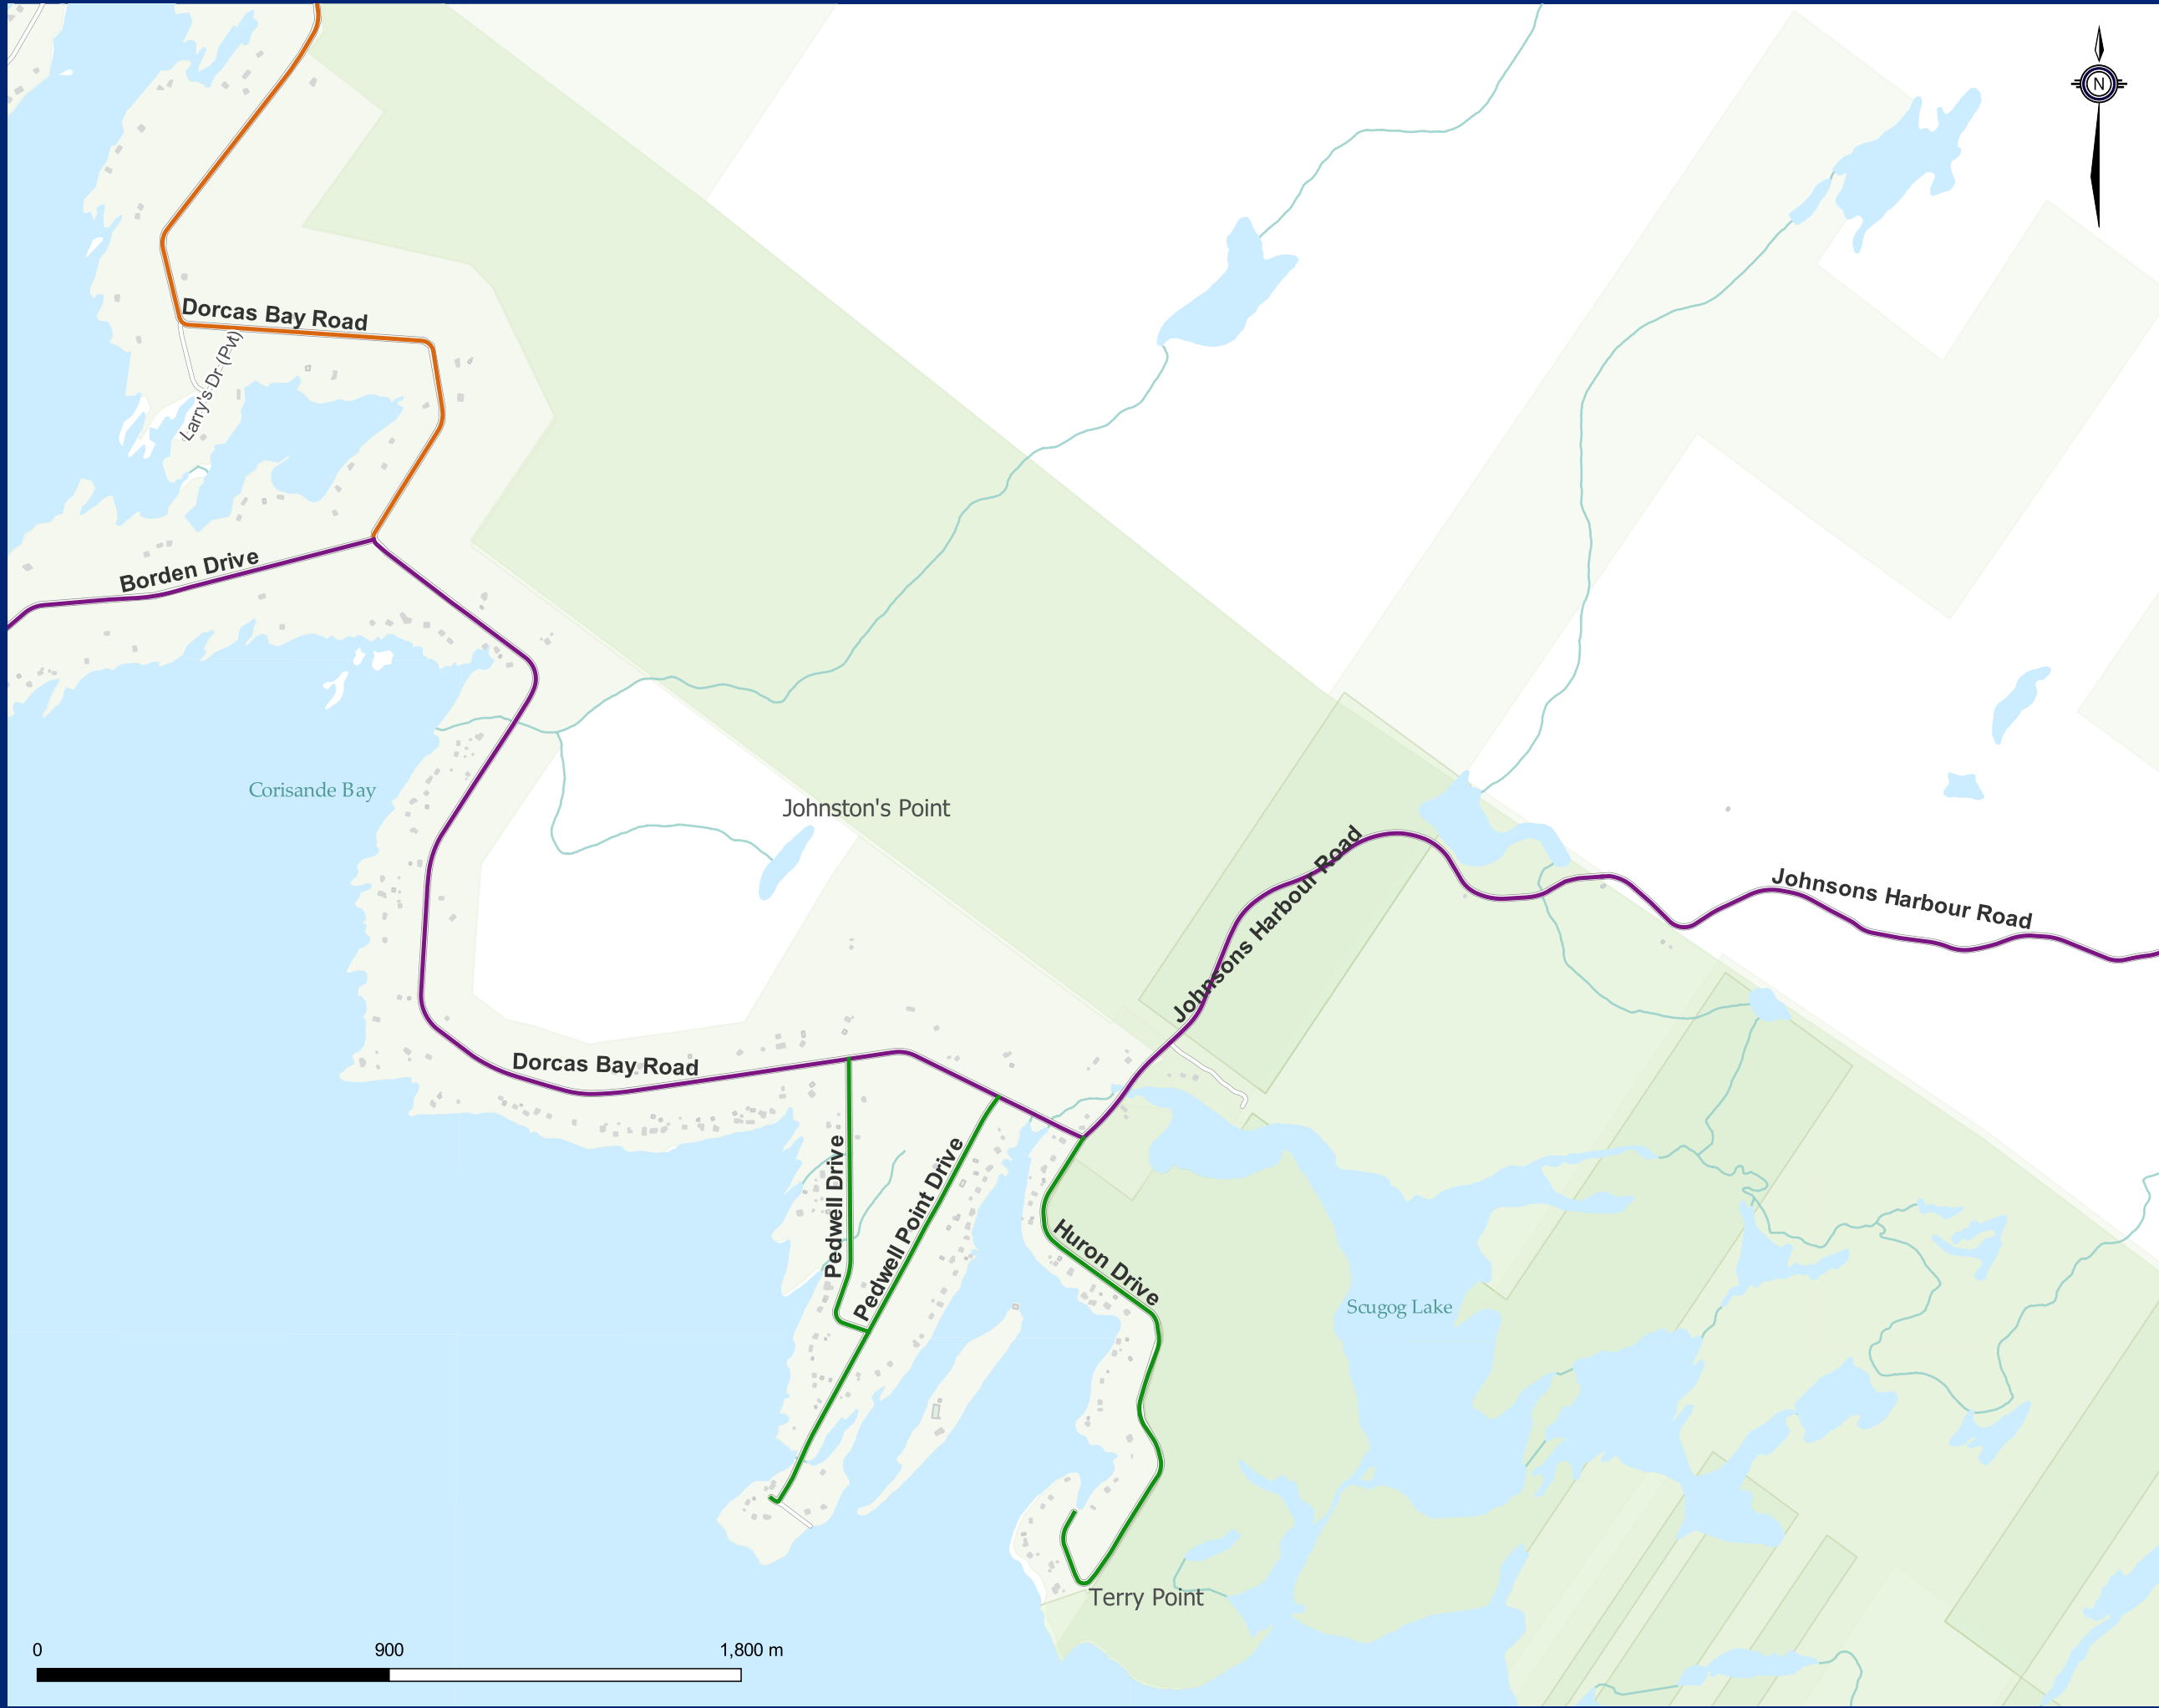 N
Dorcas Bay Road
Larry's Dr (Pvt)
Borden Drive
Corisande Bay
Johnston's Point
Johnsons Harbour Road
Johnsons Harbour Road
Dorcas Bay Road
Pedwell Drive
Pedwell Point Drive
Huron Drive
Scugog Lake
Terry Point
0 900 1,800 m